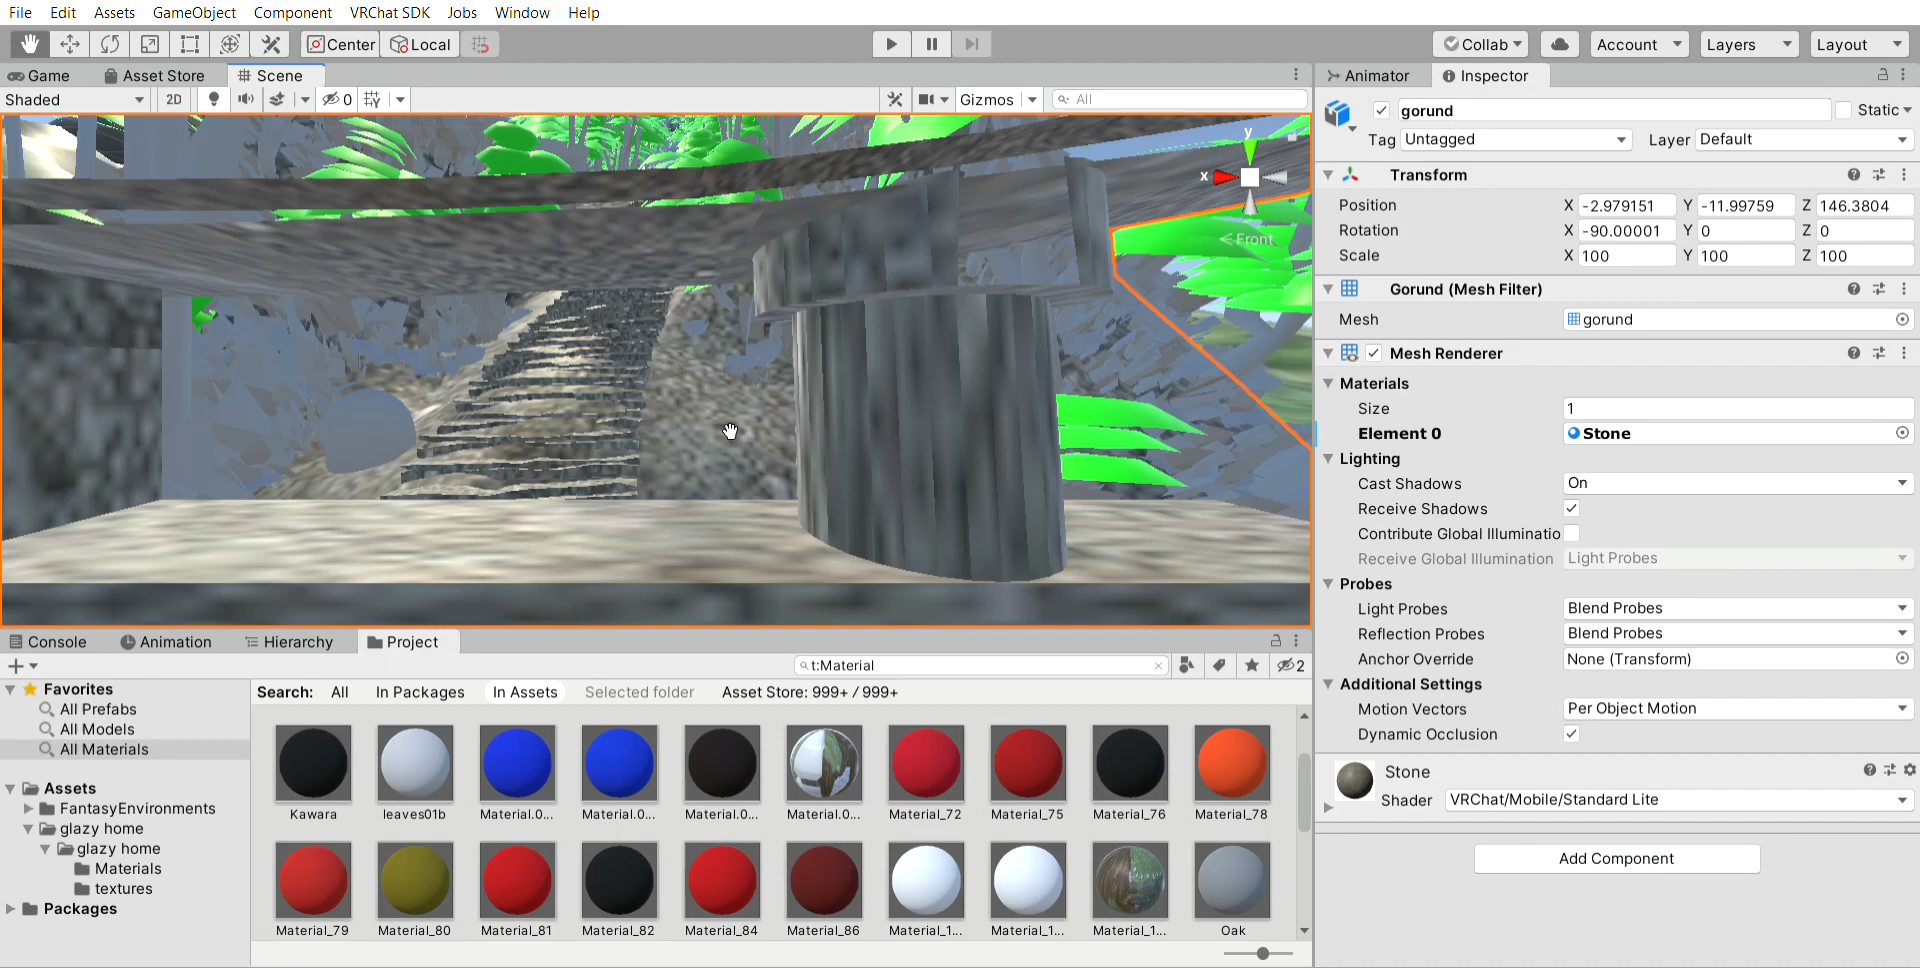 File Edit Assets GameObject Component VRChat SDK Jobs Window Help
Center Local Collab Account Layers Layout
Game Asset Store Scene
Shaded 2D 0 Gizmos All
y
x
Front
Animator Inspector
gorund Static
Tag Untagged Layer Default
Transform
Position X -2.979151 Y -11.99759 Z 146.3804
Rotation X -90.00001 Y 0 Z 0
Scale X 100 Y 100 Z 100
Gorund (Mesh Filter)
Mesh gorund
Mesh Renderer
Materials
Size 1
Element 0 Stone
Lighting
Cast Shadows On
Receive Shadows
Contribute Global Illuminatio
Receive Global Illumination Light Probes
Probes
Light Probes Blend Probes
Reflection Probes Blend Probes
Anchor Override None (Transform)
Additional Settings
Motion Vectors Per Object Motion
Dynamic Occlusion
Stone
Shader VRChat/Mobile/Standard Lite
Add Component
Console Animation Hierarchy Project
t:Material 2
Favorites
All Prefabs
All Models
All Materials
Assets
FantasyEnvironments
glazy home
glazy home
Materials
textures
Packages
Search: All In Packages In Assets Selected folder Asset Store: 999+ / 999+
Kawara leaves01b Material.0... Material.0... Material.0... Material.0... Material_72 Material_75 Material_76 Material_78
Material_79 Material_80 Material_81 Material_82 Material_84 Material_86 Material_1... Material_1... Material_1... Oak